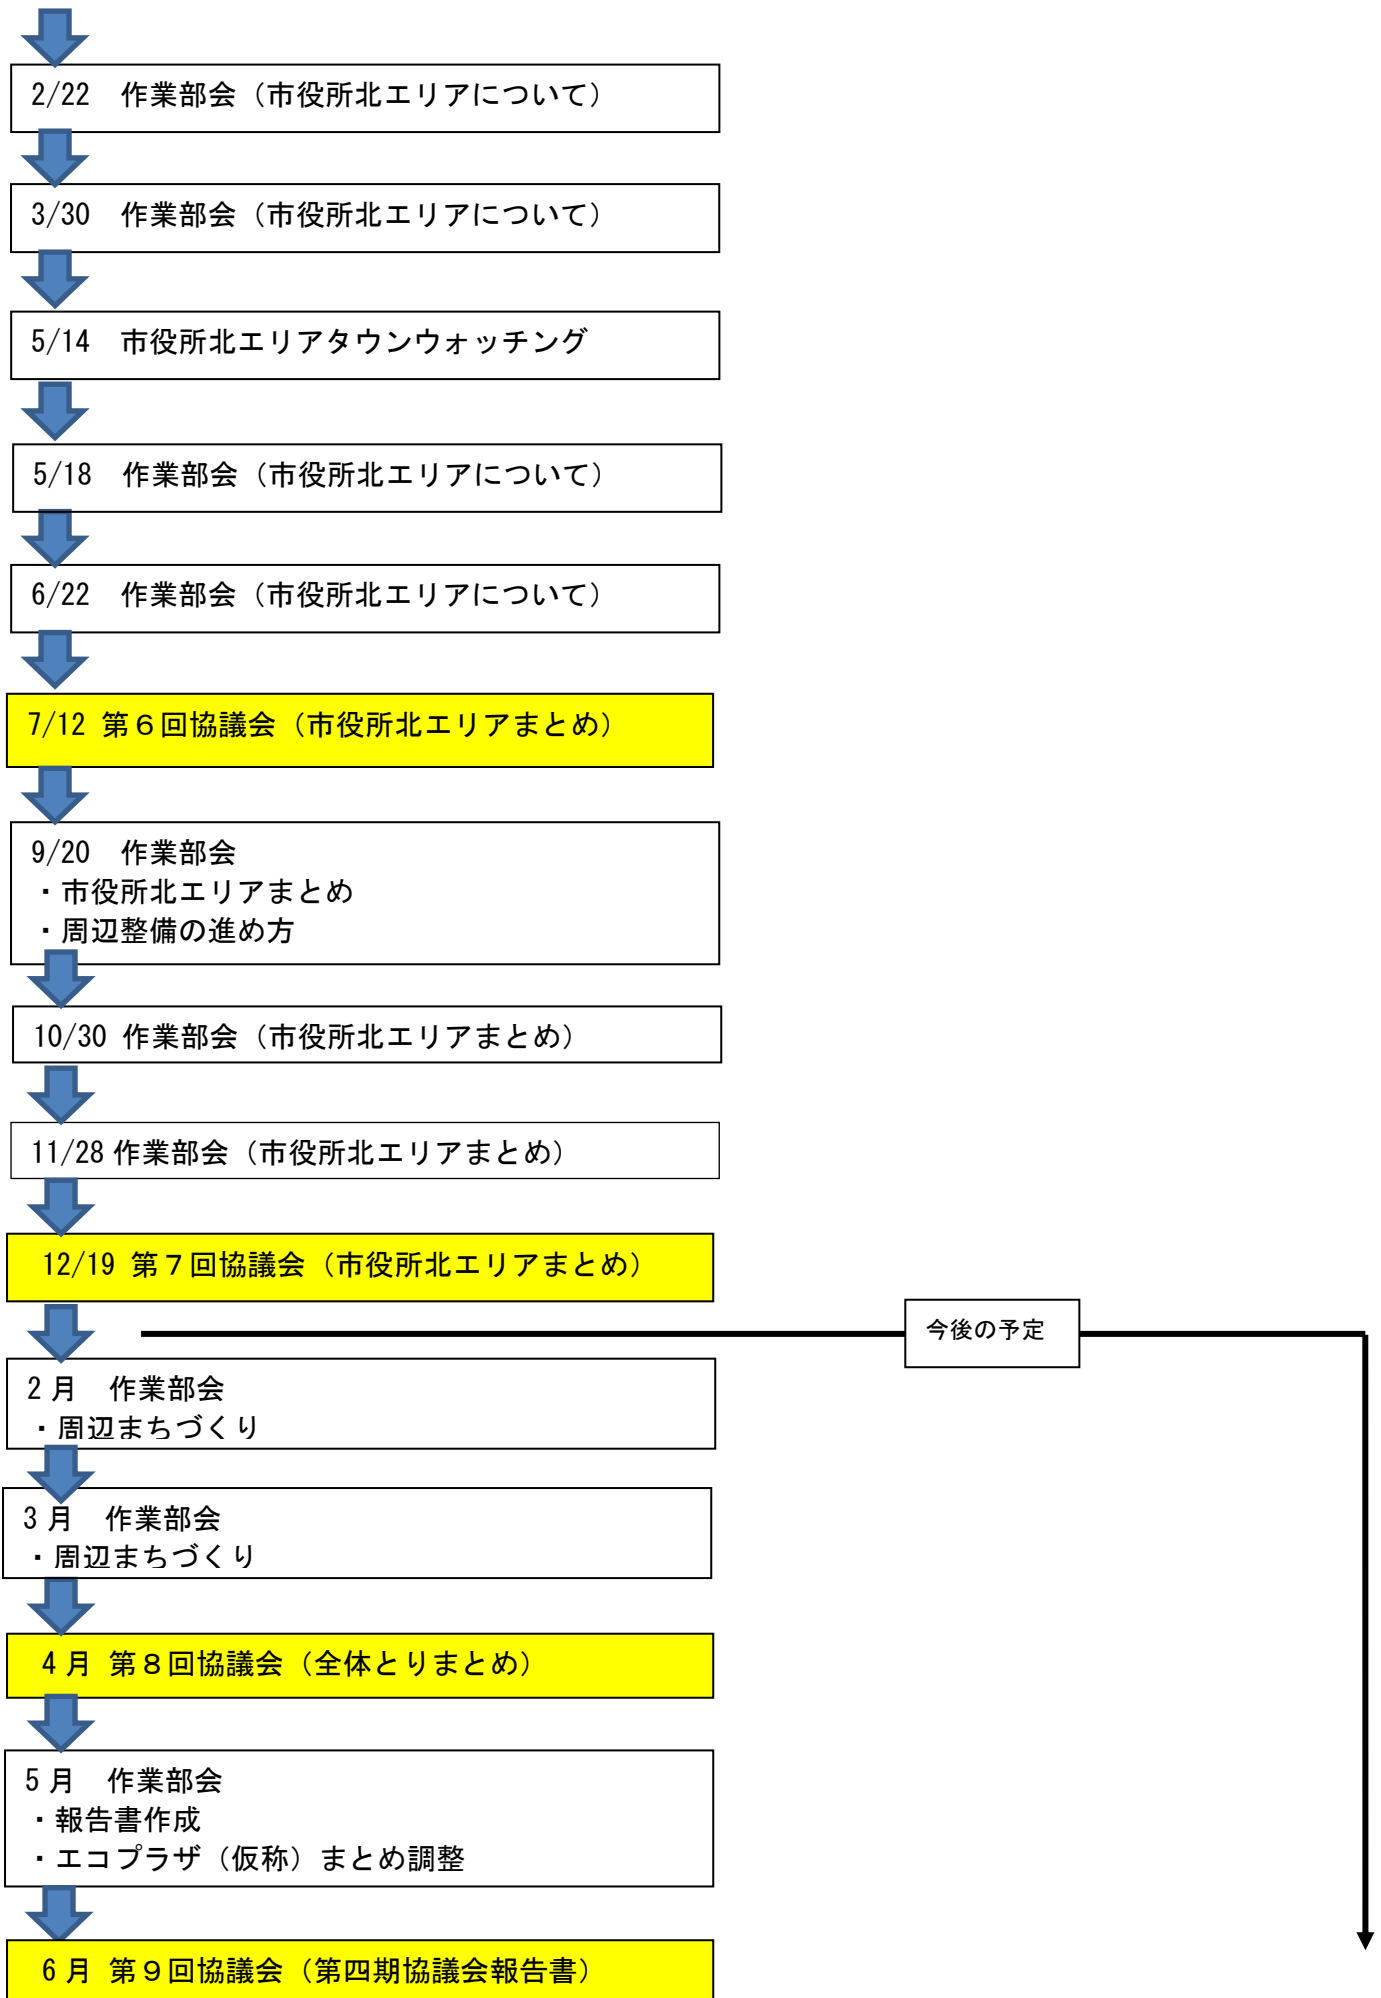 2/22　作業部会（市役所北エリアについて）
3/30　作業部会（市役所北エリアについて）
5/14　市役所北エリアタウンウォッチング
5/18　作業部会（市役所北エリアについて）
6/22　作業部会（市役所北エリアについて）
7/12 第６回協議会（市役所北エリアまとめ）
9/20　作業部会
・市役所北エリアまとめ
・周辺整備の進め方
10/30 作業部会（市役所北エリアまとめ）
11/28 作業部会（市役所北エリアまとめ）
12/19 第７回協議会（市役所北エリアまとめ）
今後の予定
2月　作業部会
・周辺まちづくり
3月　作業部会
・周辺まちづくり
4月 第８回協議会（全体とりまとめ）
5月　作業部会
・報告書作成
・エコプラザ（仮称）まとめ調整
6月 第９回協議会（第四期協議会報告書）